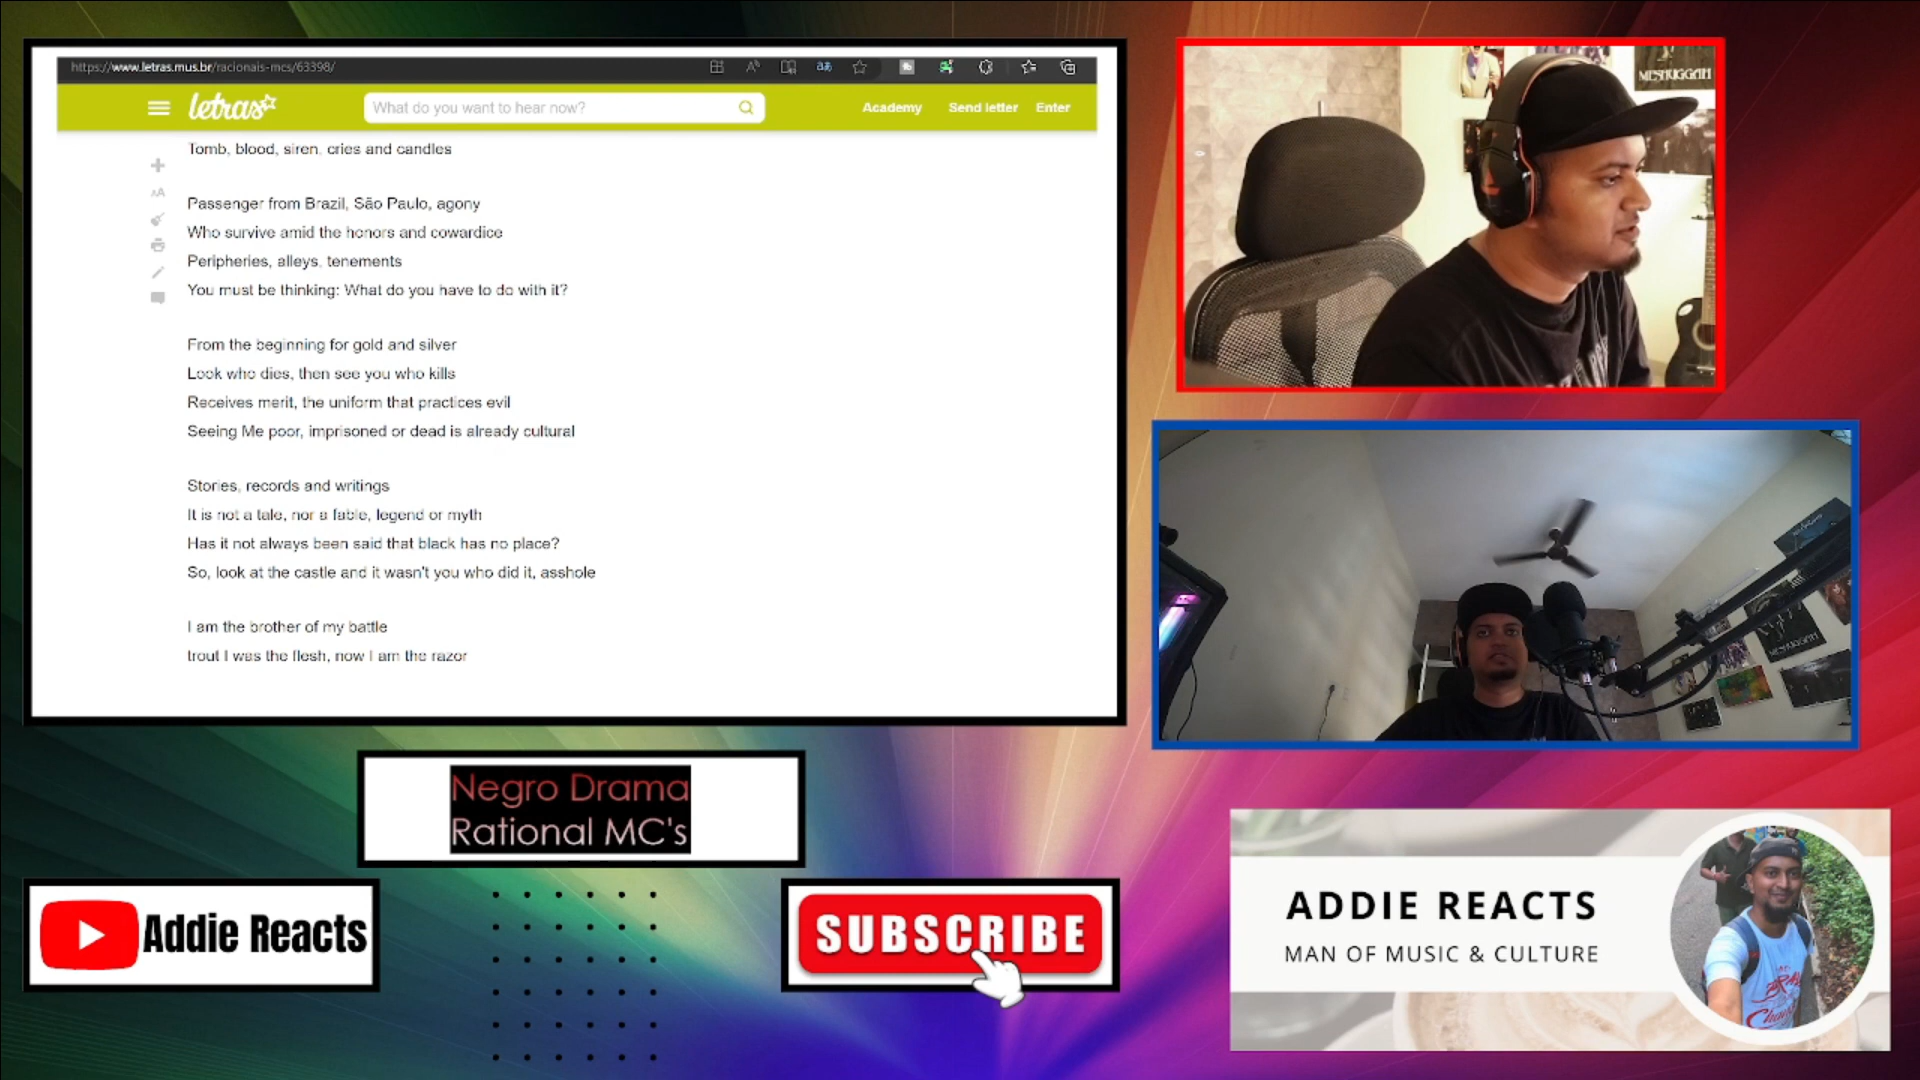 https://www.letras.mus.br/racionais-mcs/63398/
letras
What do you want to hear now?
Academy
Send letter
Enter
Tomb, blood, siren, cries and candles
Passenger from Brazil, São Paulo, agony
Who survive amid the honors and cowardice
Peripheries, alleys, tenements
You must be thinking: What do you have to do with it?
From the beginning for gold and silver
Look who dies, then see you who kills
Receives merit, the uniform that practices evil
Seeing Me poor, imprisoned or dead is already cultural
Stories, records and writings
It is not a tale, nor a fable, legend or myth
Has it not always been said that black has no place?
So, look at the castle and it wasn't you who did it, asshole
I am the brother of my battle
trout I was the flesh, now I am the razor
MESHUGGAH
MESHUGGAH
Negro Drama
Rational MC's
Addie Reacts
SUBSCRIBE
ADDIE REACTS
MAN OF MUSIC & CULTURE